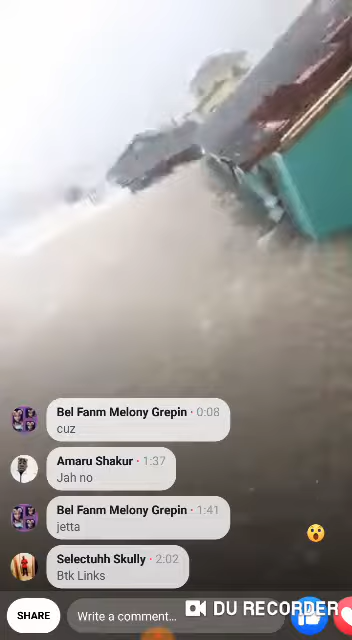 Bel Fanm Melony Grepin · 0:08
cuz
Amaru Shakur · 1:37
Jah no
Bel Fanm Melony Grepin · 1:41
jetta
Selectuhh Skully · 2:02
Btk Links
SHARE
Write a comment...
DU RECORDER